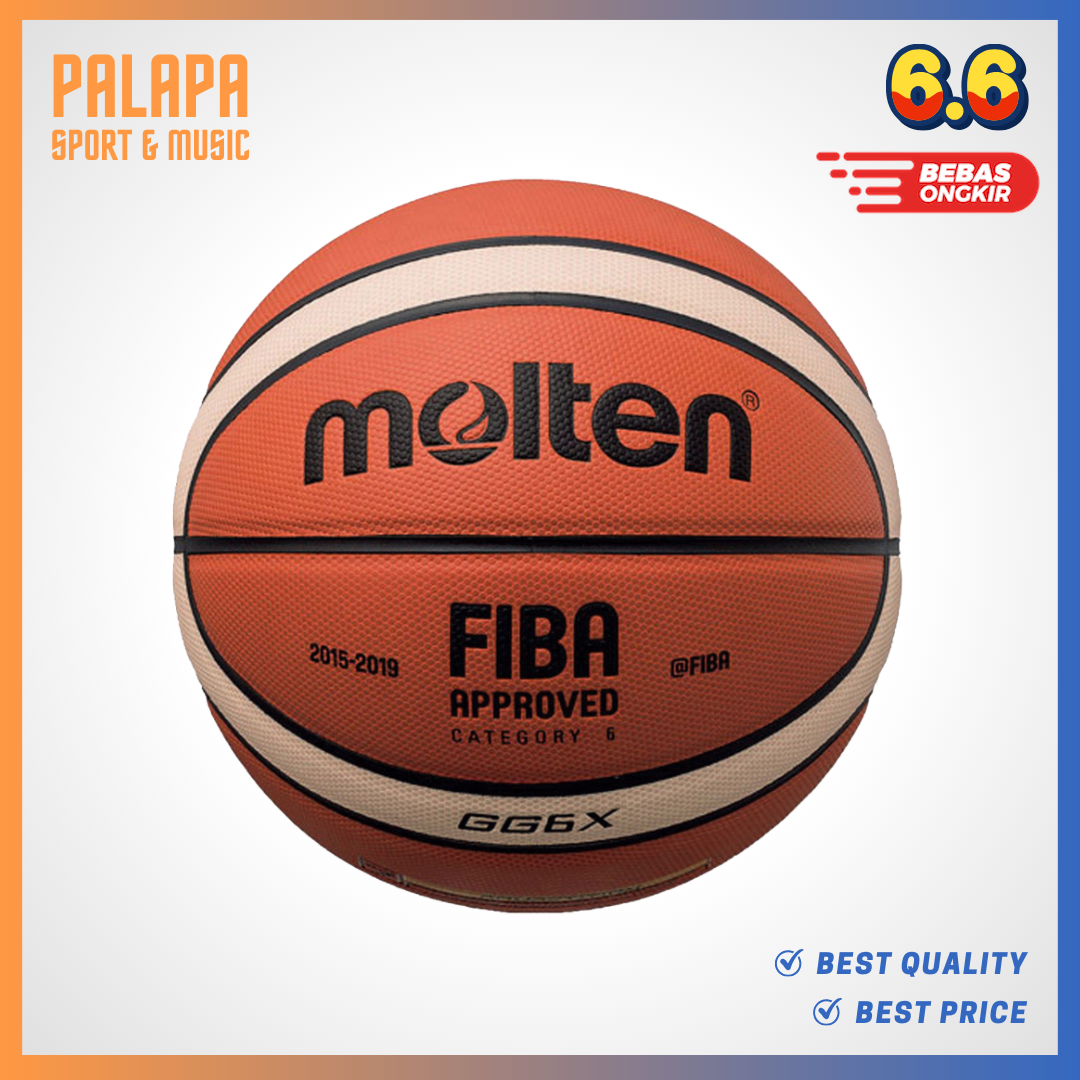 PALAPA
SPORT & MUSIC
6.6
BEBAS
ONGKIR
molten®
2015-2019
FIBA
APPROVED
CATEGORY 6
@FIBA
GG6X
BEST QUALITY
BEST PRICE